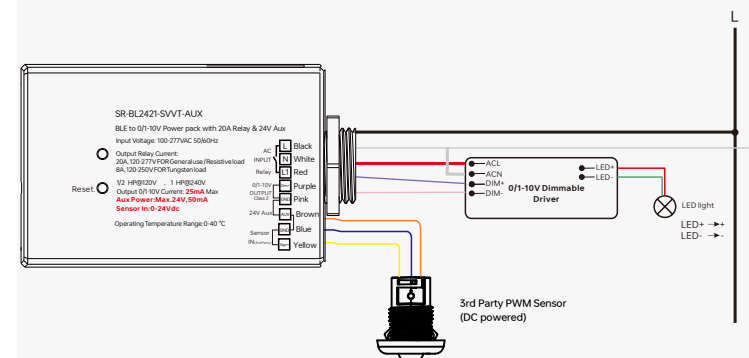 L
SR-BL2421-SVVT-AUX
BLE to 0/1-10V Power pack with 20A Relay & 24V Aux
Input Voltage: 100-277VAC 50/60Hz
Output Relay Current:
20A,120-277V FOR General use / Resistive load
8A,120-250V FOR Tungsten load
1/2 HP@120V , 1 HP@240V
Output 0/1-10V Current: 25mA Max
Aux Power:Max.24V,50mA
Sensor In:0-24Vdc
Operating Temperature Range:0-40 ℃
Reset.
AC
INPUT
Relay
0/1-10V
OUTPUT
Class 2
24V Aux
Sensor
L Black
N White
L1 Red
Purple
GND Pink
AUX Brown
GND Blue
Yellow
ACL
ACN
DIM+
DIM-
0/1-10V Dimmable
Driver
LED+
LED-
LED light
LED+ +
LED- -
3rd Party PWM Sensor
(DC powered)